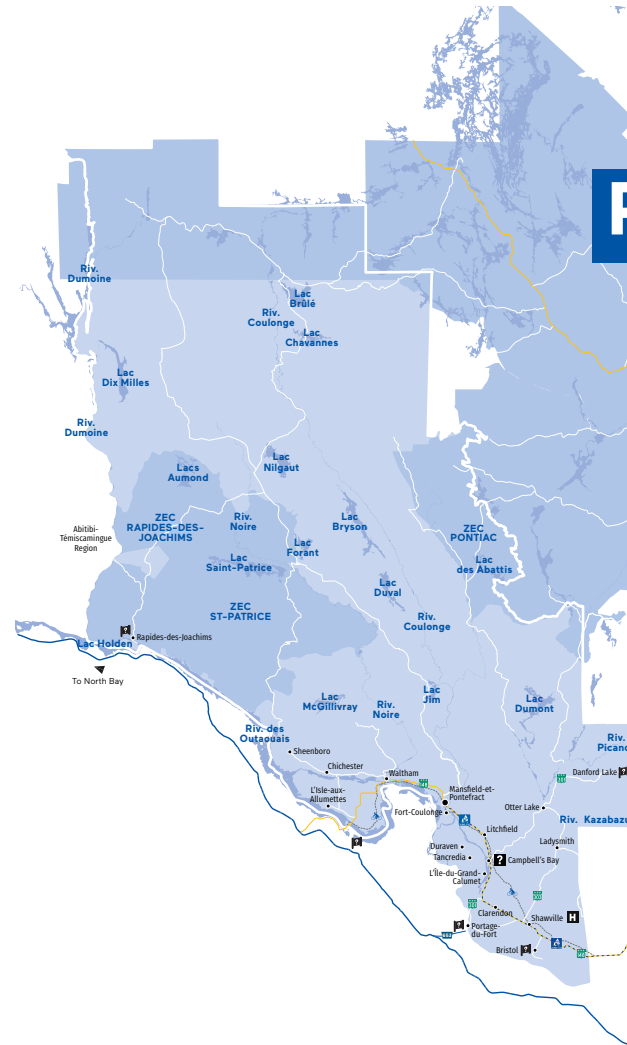 P
Riv.
Dumoine
Lac
Brûlé
Riv.
Coulonge
Lac
Chavannes
Lac
Dix Milles
Riv.
Dumoine
Lac
Nilgaut
Lacs
Aumond
ZEC
RAPIDES-DES-
JOACHIMS
Riv.
Noire
Lac
Bryson
ZEC
PONTIAC
Abitibi-
Témiscamingue
Region
Lac
Forant
Lac
Saint-Patrice
Lac
des Abattis
Lac
Duval
ZEC
ST-PATRICE
Riv.
Coulonge
?
Rapides-des-Joachims
Lac Holden
To North Bay
Lac
McGillivray
Riv.
Noire
Lac
Jim
Lac
Dumont
Riv. des
Outaouais
Riv.
Picano
Sheenboro
Chichester
Waltham
Danford Lake
?
L'Isle-aux-
Allumettes
Mansfield-et-
Pontefract
Otter Lake
Fort-Coulonge
Riv. Kazabazu
Litchfield
?
Duraven
Ladysmith
Tancredia
?
Campbell's Bay
L'Île-du-Grand-
Calumet
Clarendon
Shawville
H
?
Portage-
du-Fort
Bristol
?